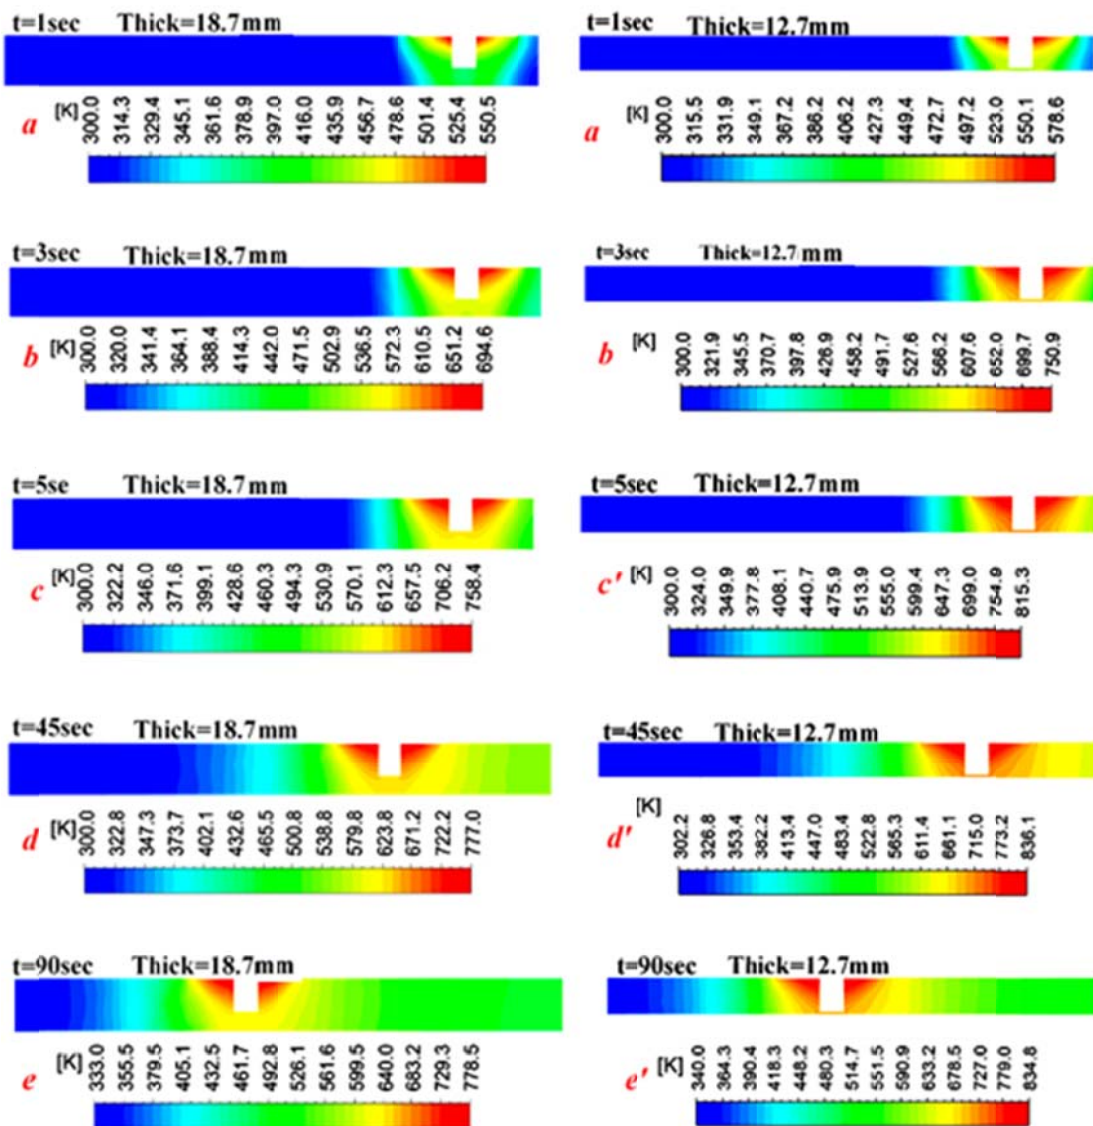 t=1sec Thick=18.7mm
a [K] 300.0 314.3 329.4 345.1 361.6 378.9 397.0 416.0 435.9 456.7 478.6 501.4 525.4 550.5
t=1sec Thick=12.7mm
a [K] 300.0 315.5 331.9 349.1 367.2 386.2 406.2 427.3 449.4 472.7 497.2 523.0 550.1 578.6
t=3sec Thick=18.7mm
b [K] 300.0 320.0 341.4 364.1 388.4 414.3 442.0 471.5 502.9 536.5 572.3 610.5 651.2 694.6
t=3sec Thick=12.7 mm
b [K] 300.0 321.9 345.5 370.7 397.8 426.9 458.2 491.7 527.6 566.2 607.6 652.0 699.7 750.9
t=5se Thick=18.7mm
c [K] 300.0 322.2 346.0 371.6 399.1 428.6 460.3 494.3 530.9 570.1 612.3 657.5 706.2 758.4
t=5sec Thick=12.7mm
c' [K] 300.0 324.0 349.9 377.8 408.1 440.7 475.9 513.9 555.0 599.4 647.3 699.0 754.9 815.3
t=45sec Thick=18.7mm
d [K] 300.0 322.8 347.3 373.7 402.1 432.6 465.5 500.8 538.8 579.8 623.8 671.2 722.2 777.0
t=45sec Thick=12.7mm
d' [K] 302.2 326.8 353.4 382.2 413.4 447.0 483.4 522.8 565.3 611.4 661.1 715.0 773.2 836.1
t=90sec Thick=18.7mm
e [K] 333.0 355.5 379.5 405.1 432.5 461.7 492.8 526.1 561.6 599.5 640.0 683.2 729.3 778.5
t=90sec Thick=12.7mm
e' [K] 340.0 364.3 390.4 418.3 448.2 480.3 514.7 551.5 590.9 633.2 678.5 727.0 779.0 834.8